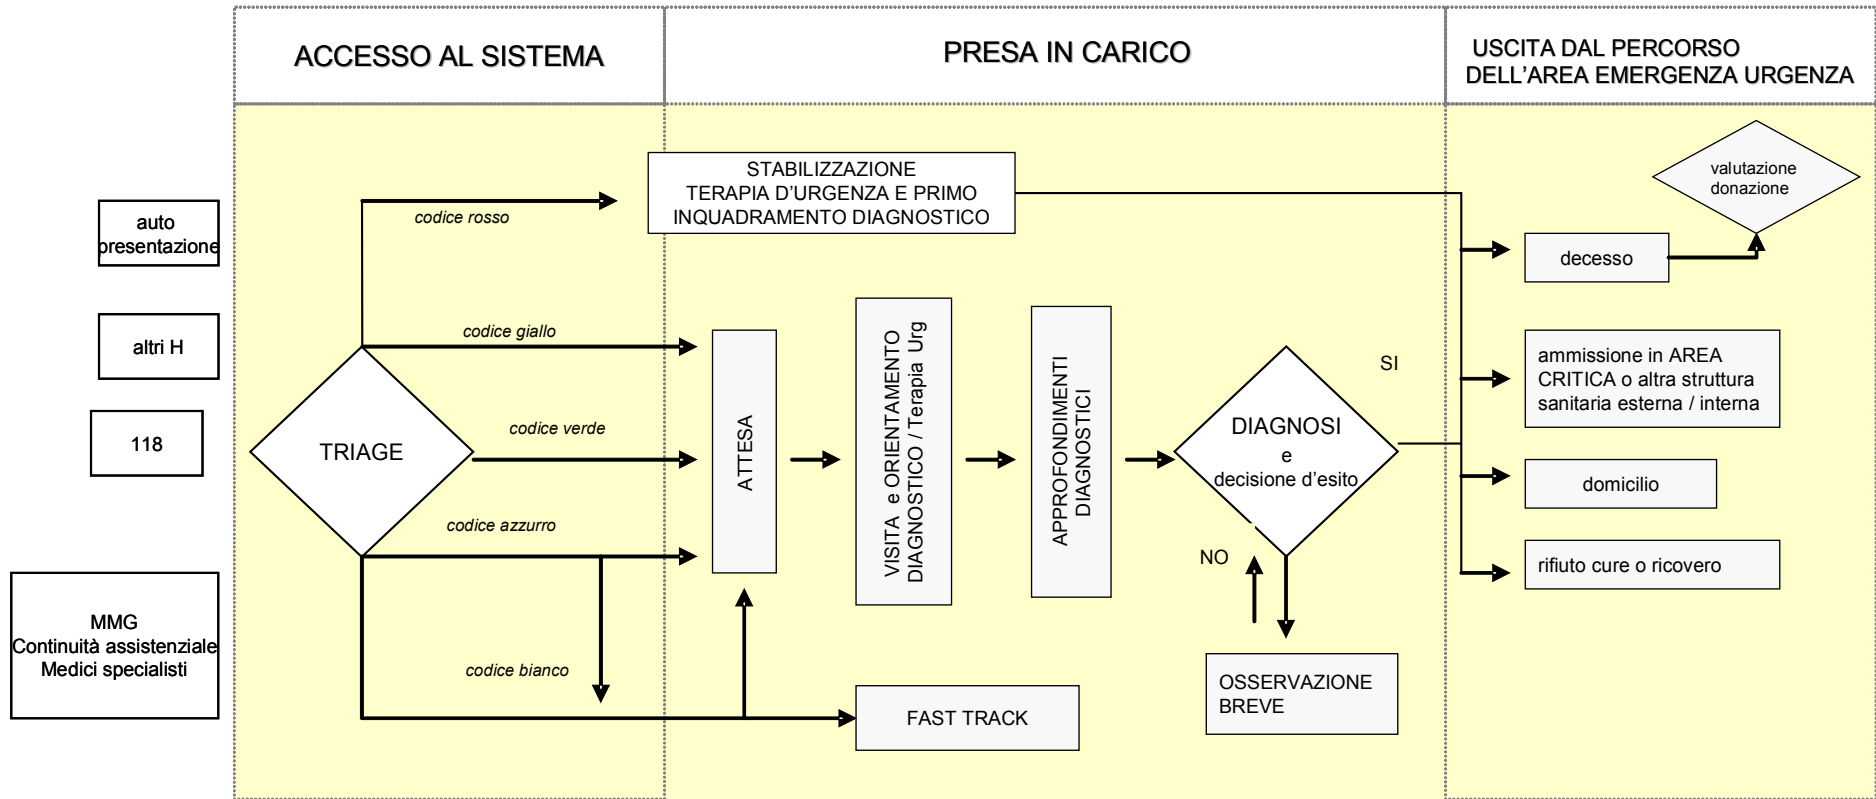 ACCESSO AL SISTEMA
PRESA IN CARICO
USCITA DAL PERCORSO
DELL'AREA EMERGENZA URGENZA
auto
presentazione
altri H
118
MMG
Continuità assistenziale
Medici specialisti
TRIAGE
codice rosso
codice giallo
codice verde
codice azzurro
codice bianco
STABILIZZAZIONE
TERAPIA D'URGENZA E PRIMO
INQUADRAMENTO DIAGNOSTICO
ATTESA
VISITA e ORIENTAMENTO
DIAGNOSTICO / Terapia Urg
APPROFONDIMENTI
DIAGNOSTICI
FAST TRACK
DIAGNOSI
e
decisione d'esito
SI
NO
OSSERVAZIONE
BREVE
valutazione
donazione
decesso
ammissione in AREA
CRITICA o altra struttura
sanitaria esterna / interna
domicilio
rifiuto cure o ricovero